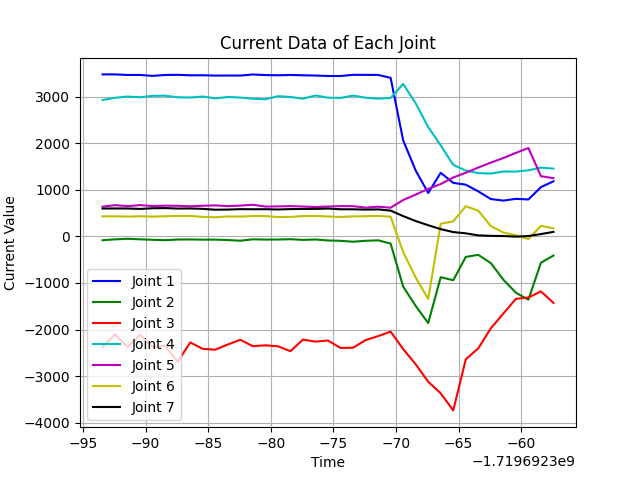 Current Data of Each Joint
Current Value
3000
2000
1000
0
−1000
−2000
−3000
−4000
Joint 1
Joint 2
Joint 3
Joint 4
Joint 5
Joint 6
Joint 7
−95 −90 −85 −80 −75 −70 −65 −60
Time
−1.7196923e9